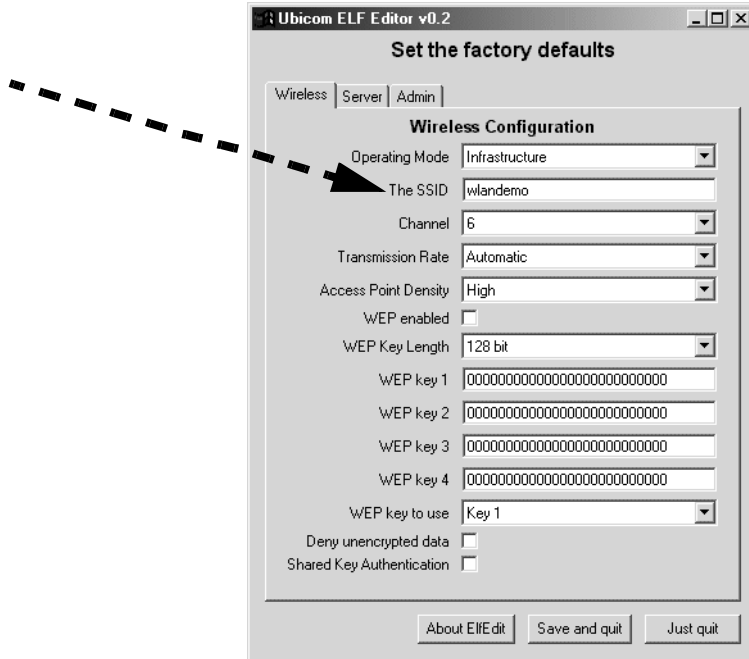 Ubicom ELF Editor v0.2
Set the factory defaults
Wireless Server Admin
Wireless Configuration
Operating Mode Infrastructure
The SSID wlandemo
Channel 6
Transmission Rate Automatic
Access Point Density High
WEP enabled
WEP Key Length 128 bit
WEP key 1 00000000000000000000000000
WEP key 2 00000000000000000000000000
WEP key 3 00000000000000000000000000
WEP key 4 00000000000000000000000000
WEP key to use Key 1
Deny unencrypted data
Shared Key Authentication
About ElfEdit Save and quit Just quit